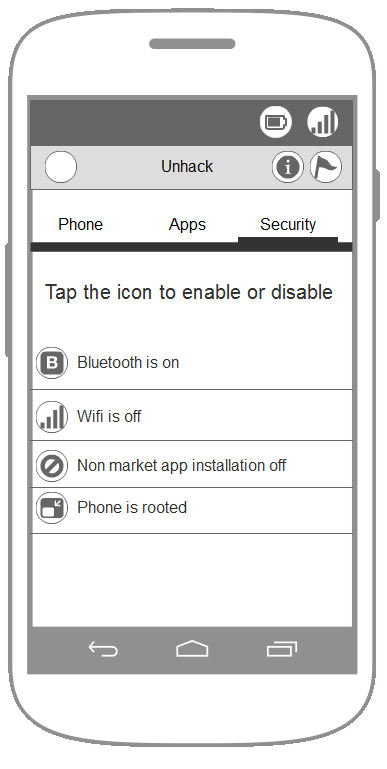 Unhack
Phone Apps Security
Tap the icon to enable or disable
B Bluetooth is on
Wifi is off
Non market app installation off
Phone is rooted